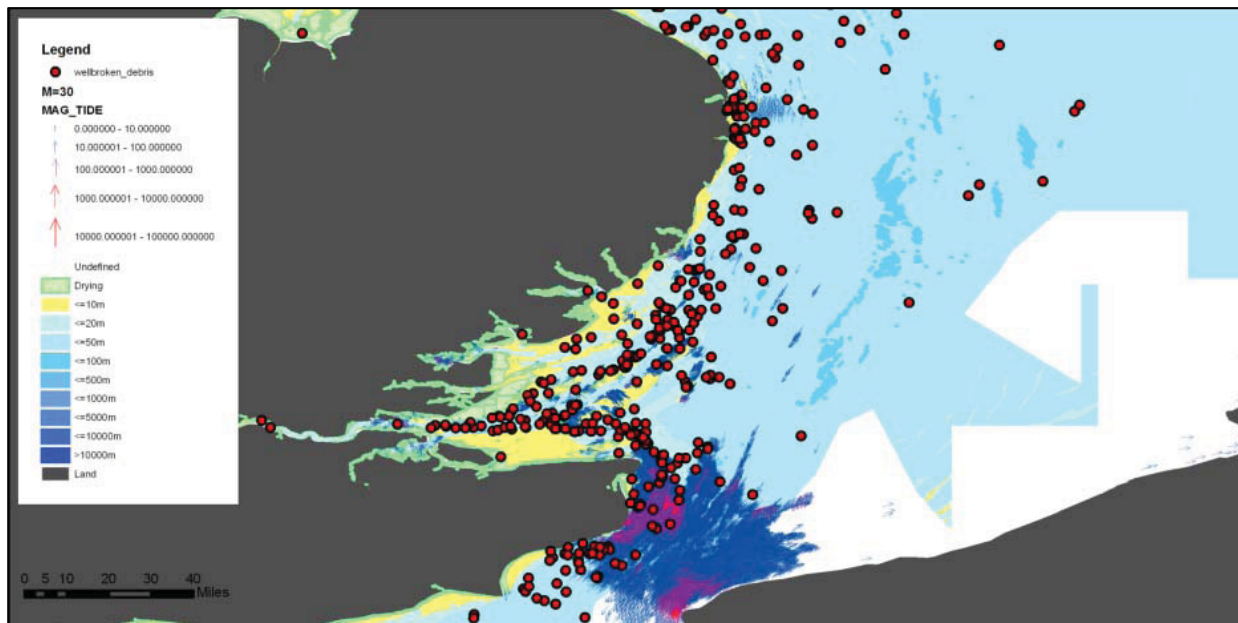 Legend
wellbroken_debris
M=30
MAG_TIDE
0.000000 - 10.000000
10.000001 - 100.000000
100.000001 - 1000.000000
1000.000001 - 10000.000000
10000.000001 - 100000.000000
Undefined
Drying
<=10m
<=20m
<=50m
<=100m
<=500m
<=1000m
<=5000m
<=10000m
>10000m
Land
0 5 10 20 30 40
Miles